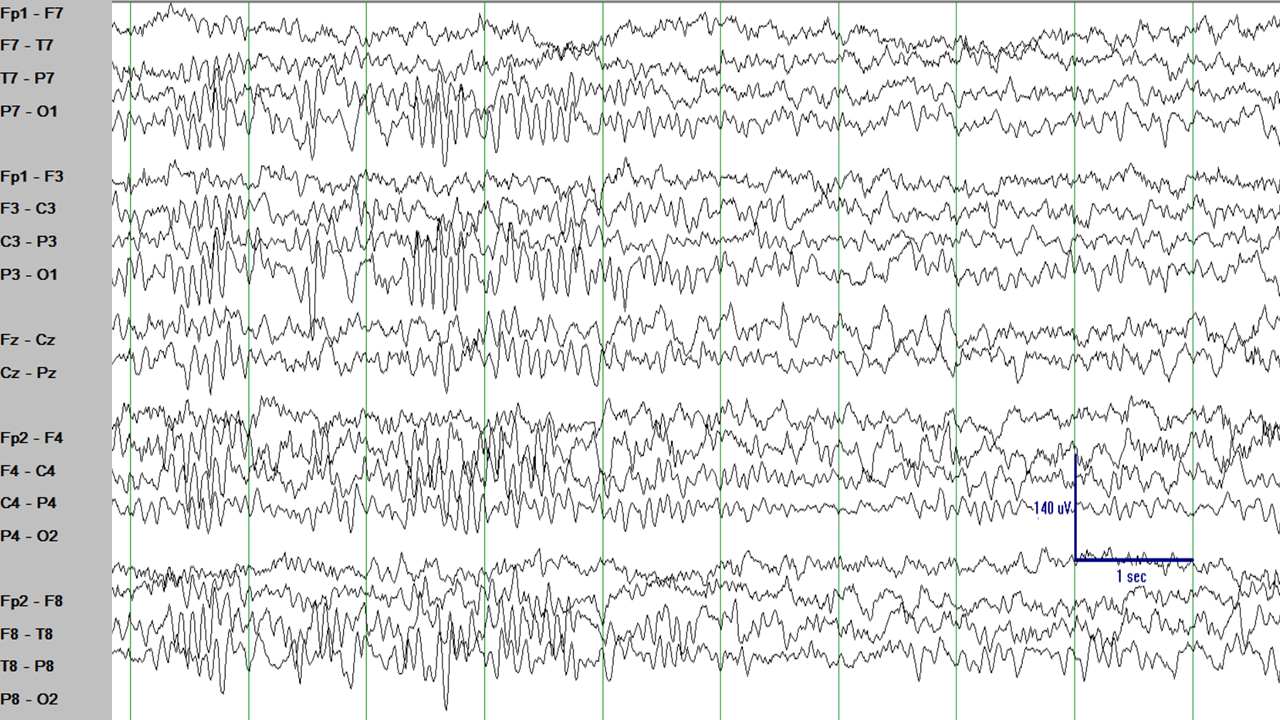 Fp1 - F7
F7 - T7
T7 - P7
P7 - O1
Fp1 - F3
F3 - C3
C3 - P3
P3 - O1
Fz - Cz
Cz - Pz
Fp2 - F4
F4 - C4
C4 - P4
P4 - O2
Fp2 - F8
F8 - T8
T8 - P8
P8 - O2
140 uV
1 sec